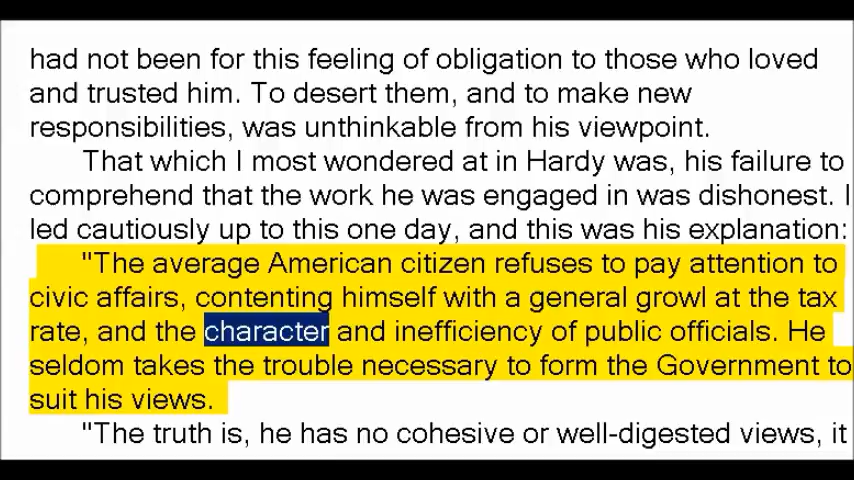 had not been for this feeling of obligation to those who loved
and trusted him. To desert them, and to make new
responsibilities, was unthinkable from his viewpoint.
That which I most wondered at in Hardy was, his failure to
comprehend that the work he was engaged in was dishonest. I
led cautiously up to this one day, and this was his explanation:
"The average American citizen refuses to pay attention to
civic affairs, contenting himself with a general growl at the tax
rate, and the character and inefficiency of public officials. He
seldom takes the trouble necessary to form the Government to
suit his views.
"The truth is, he has no cohesive or well-digested views, it